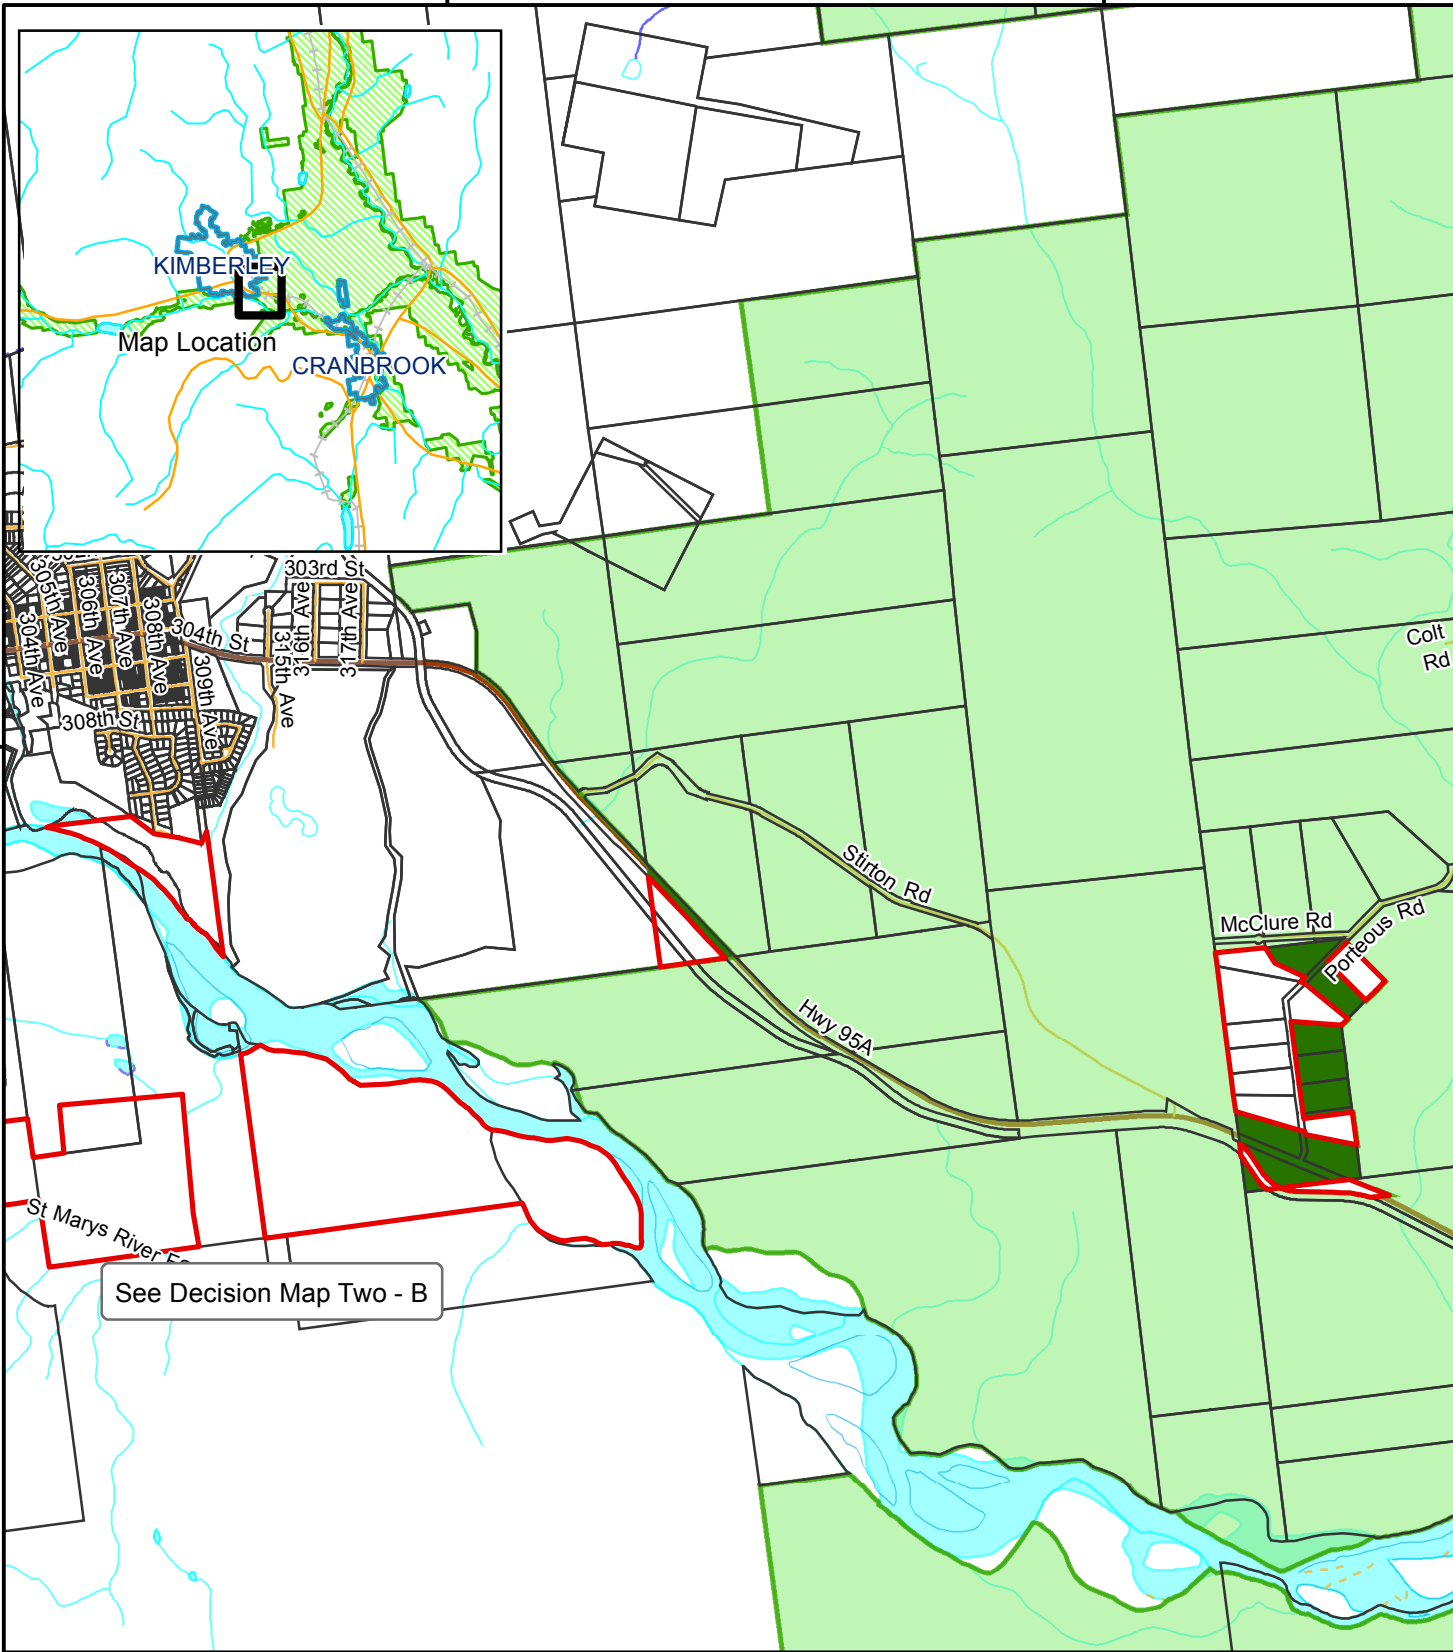 KIMBERLEY
Map Location
CRANBROOK
303rd St
305th Ave
306th Ave
307th Ave
308th Ave
304th Ave
304th St
309th Ave
315th Ave
319th Ave
317th Ave
308th St
Colt
Rd
Stirton Rd
McClure Rd
Porteous Rd
Hwy 95A
St Marys River
See Decision Map Two - B